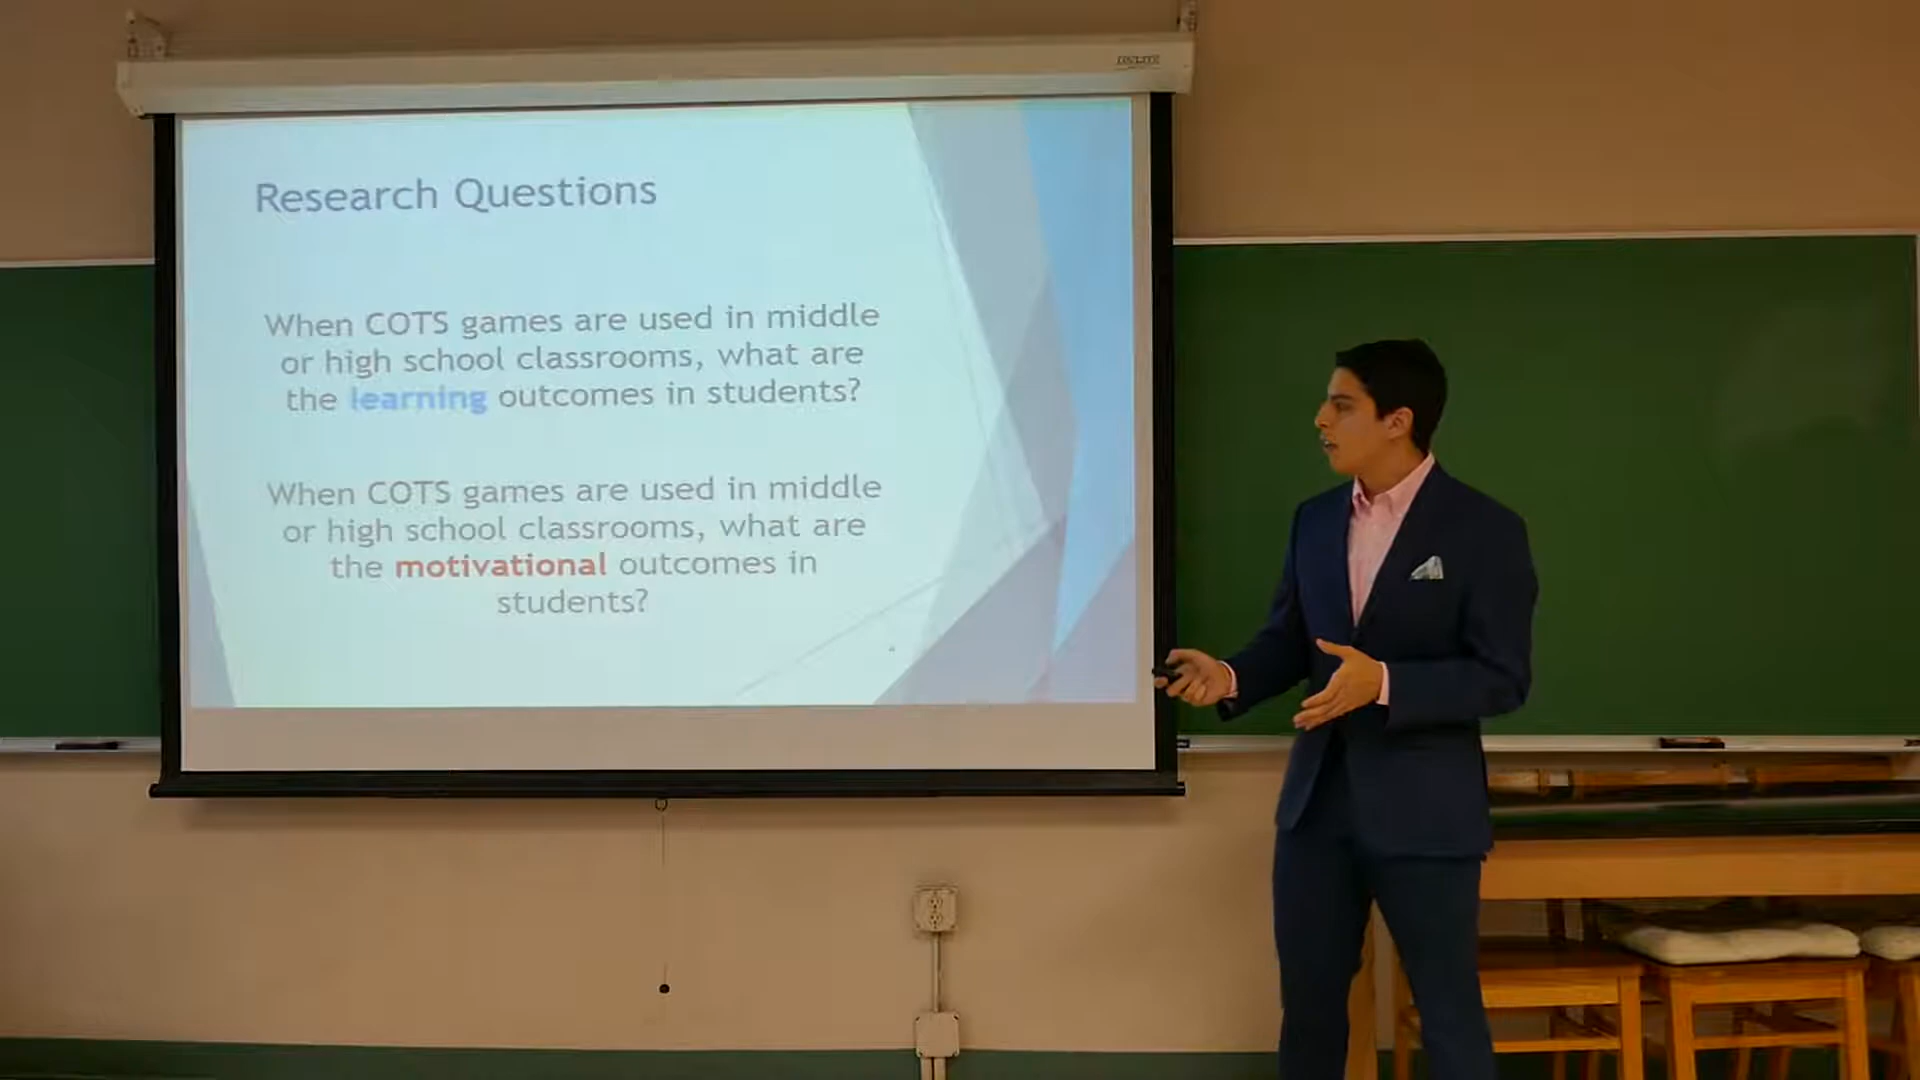 Research Questions
When COTS games are used in middle
or high school classrooms, what are
the learning outcomes in students?
When COTS games are used in middle
or high school classrooms, what are
the motivational outcomes in
students?